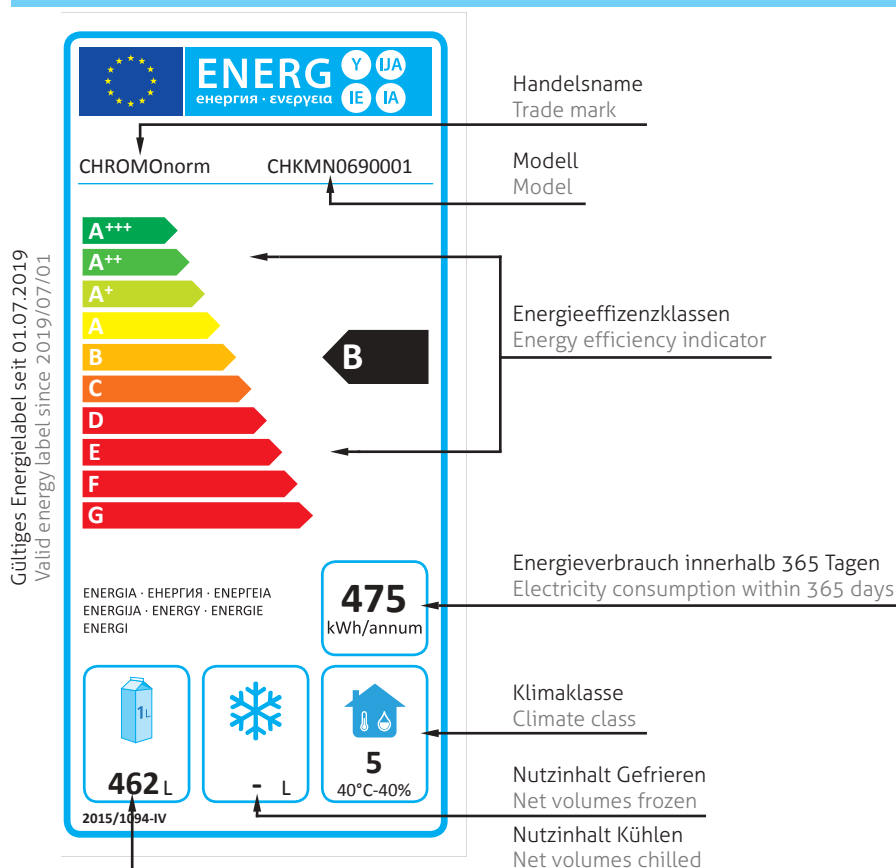 ENERG
енергия · ενεργεια
Y IJA
IE IA
CHROMOnorm CHKMN0690001
A+++
A++
A+
A
B
C
D
E
F
G
B
ENERGIA · ЕНЕРГИЯ · ΕΝΕΡΓΕΙΑ
ENERGIJA · ENERGY · ENERGIE
ENERGI
475
kWh/annum
1L
462 L
- L
5
40°C-40%
2015/1094-IV
Gültiges Energielabel seit 01.07.2019
Valid energy label since 2019/07/01
Handelsname
Trade mark
Modell
Model
Energieeffizenzklassen
Energy efficiency indicator
Energieverbrauch innerhalb 365 Tagen
Electricity consumption within 365 days
Klimaklasse
Climate class
Nutzinhalt Gefrieren
Net volumes frozen
Nutzinhalt Kühlen
Net volumes chilled